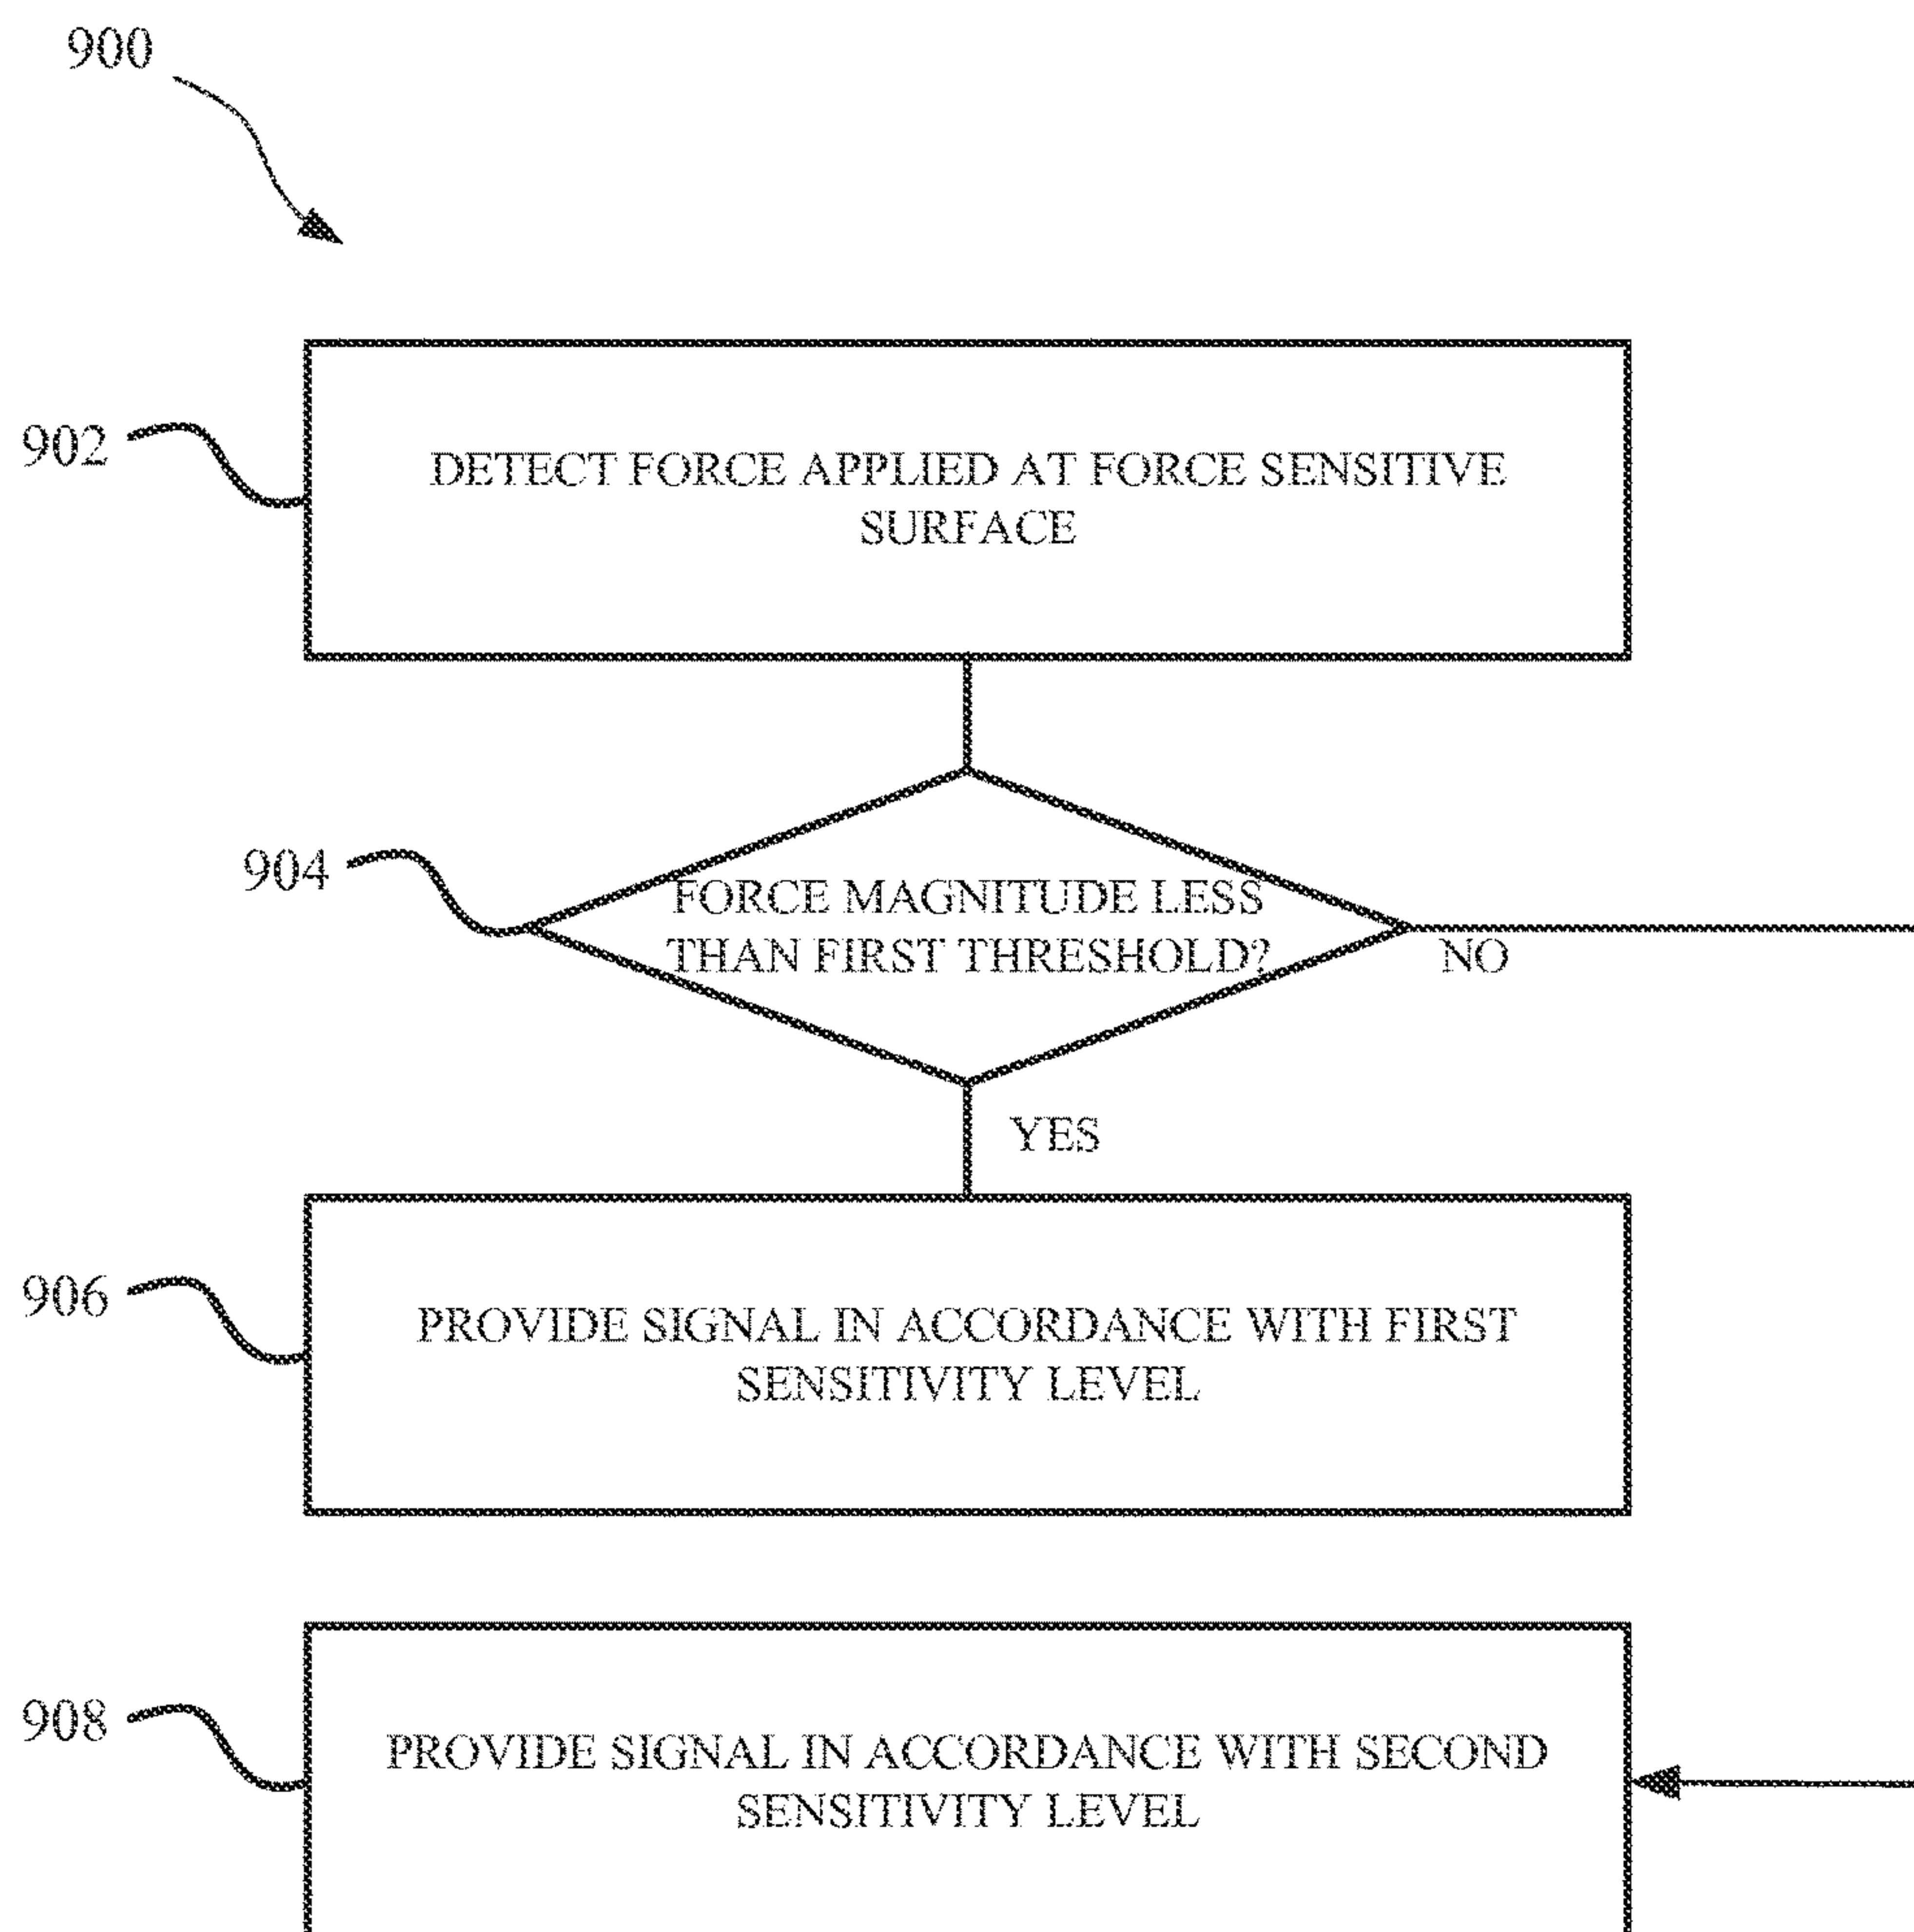 900
902
DETECT FORCE APPLIED AT FORCE SENSITIVE
SURFACE
904
FORCE MAGNITUDE LESS
THAN FIRST THRESHOLD?
NO
YES
906
PROVIDE SIGNAL IN ACCORDANCE WITH FIRST
SENSITIVITY LEVEL
908
PROVIDE SIGNAL IN ACCORDANCE WITH SECOND
SENSITIVITY LEVEL